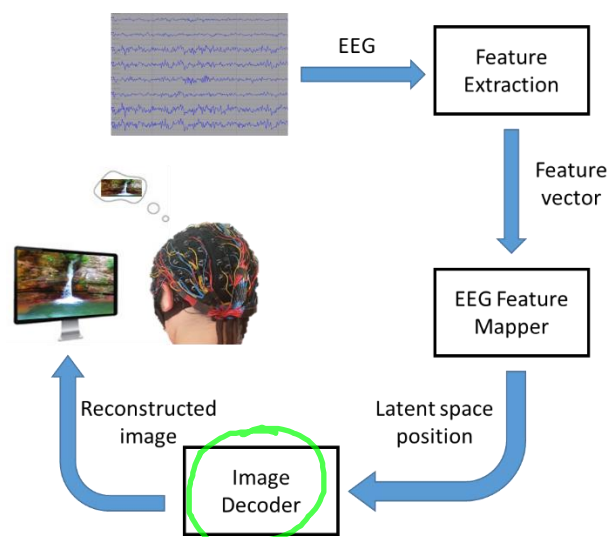 EEG
Feature
Extraction
Feature
vector
EEG Feature
Mapper
Latent space
position
Image
Decoder
Reconstructed
image